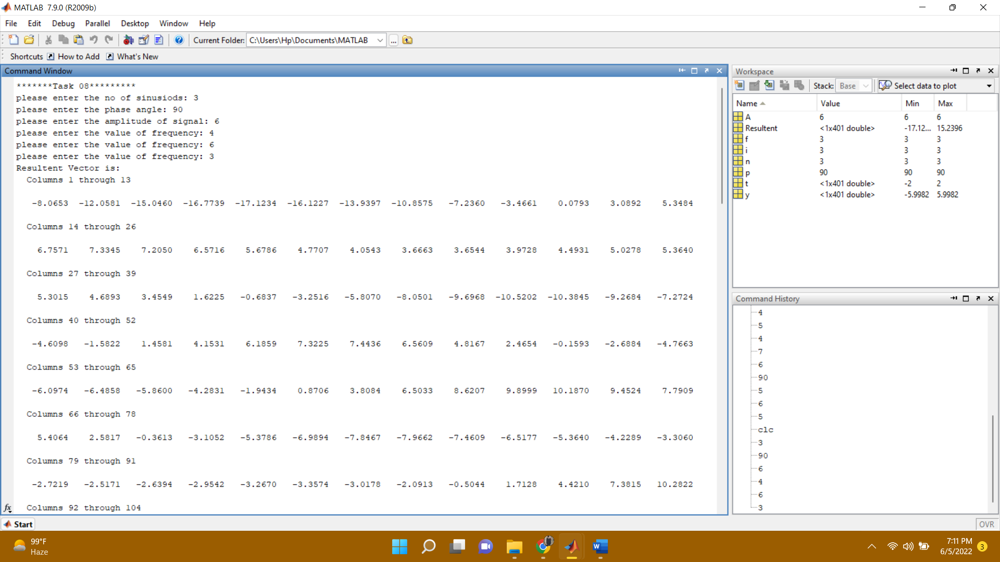 MATLAB 7.9.0 (R2009b)
File Edit Debug Parallel Desktop Window Help
Current Folder: C:\Users\Hp\Documents\MATLAB ...
Shortcuts How to Add What's New
Command Window
*******Task 08*********
please enter the no of sinusiods: 3
please enter the phase angle: 90
please enter the amplitude of signal: 6
please enter the value of frequency: 4
please enter the value of frequency: 6
please enter the value of frequency: 3
Resultent Vector is:
Columns 1 through 13
-8.0653 -12.0581 -15.0460 -16.7739 -17.1234 -16.1227 -13.9397 -10.8575 -7.2360 -3.4661 0.0793 3.0892 5.3484
Columns 14 through 26
6.7571 7.3345 7.2050 6.5716 5.6786 4.7707 4.0543 3.6663 3.6544 3.9728 4.4931 5.0278 5.3640
Columns 27 through 39
5.3015 4.6893 3.4549 1.6225 -0.6837 -3.2516 -5.8070 -8.0501 -9.6968 -10.5202 -10.3845 -9.2684 -7.2724
Columns 40 through 52
-4.6098 -1.5822 1.4581 4.1531 6.1859 7.3225 7.4436 6.5609 4.8167 2.4654 -0.1593 -2.6884 -4.7663
Columns 53 through 65
-6.0974 -6.4858 -5.8600 -4.2831 -1.9434 0.8706 3.8084 6.5033 8.6207 9.8999 10.1870 9.4524 7.7909
Columns 66 through 78
5.4064 2.5817 -0.3613 -3.1052 -5.3786 -6.9894 -7.8467 -7.9662 -7.4609 -6.5177 -5.3640 -4.2289 -3.3060
Columns 79 through 91
-2.7219 -2.5171 -2.6394 -2.9542 -3.2670 -3.3574 -3.0178 -2.0913 -0.5044 1.7128 4.4210 7.3815 10.2822
fx Columns 92 through 104
Workspace
Stack: Base Select data to plot
Name Value Min Max
A 6 6 6
Resultent <1x401 double> -17.12... 15.2396
f 3 3 3
i 3 3 3
n 3 3 3
p 90 90 90
t <1x401 double> -2 2
y <1x401 double> -5.9982 5.9982
Command History
4
5
4
7
6
90
5
6
5
clc
3
90
6
4
6
3
Start
OVR
99°F
Haze
W
7:11 PM
6/5/2022
3